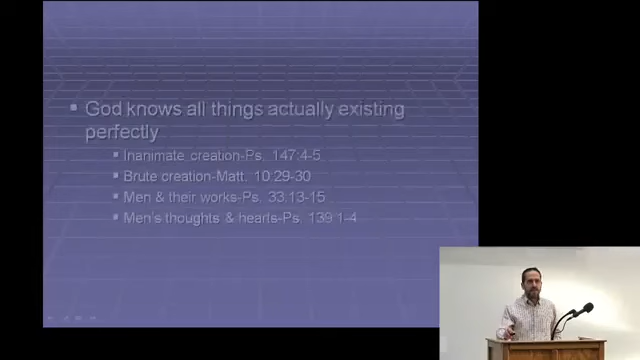 God knows all things actually existing
perfectly
Inanimate creation-Ps. 147:4-5
Brute creation-Matt. 10:29-30
Men & their works-Ps. 33:13-15
Men's thoughts & hearts-Ps. 139:1-4